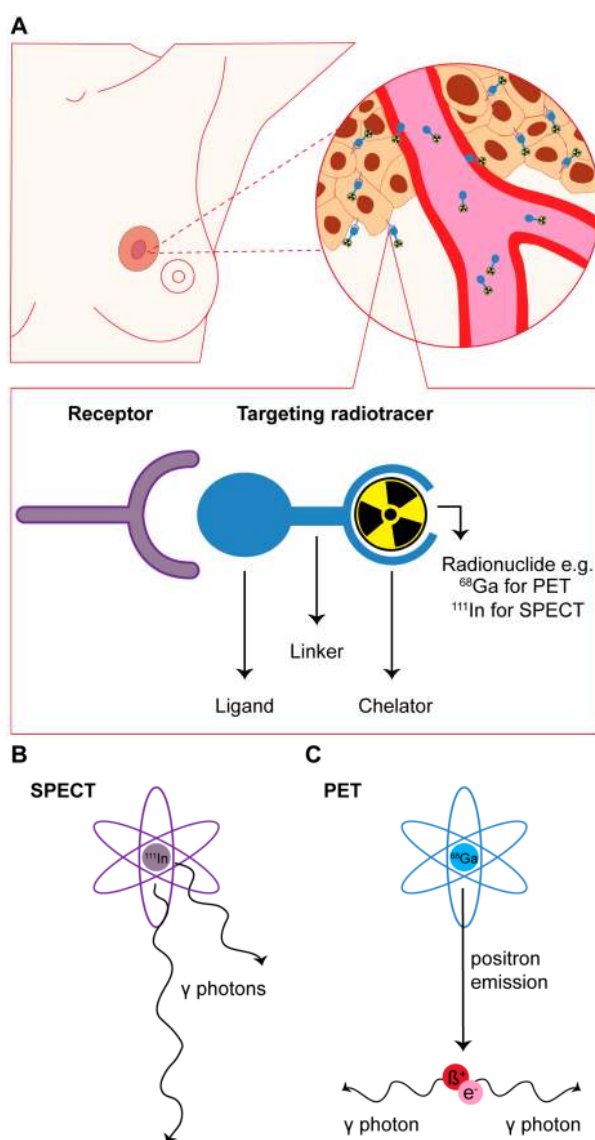 A
Receptor
Targeting radiotracer
Radionuclide e.g.
⁶⁸Ga for PET
¹¹¹In for SPECT
Linker
Ligand
Chelator
B
SPECT
¹¹¹In
γ photons
C
PET
⁶⁸Ga
positron
emission
ß⁺
e⁻
γ photon
γ photon